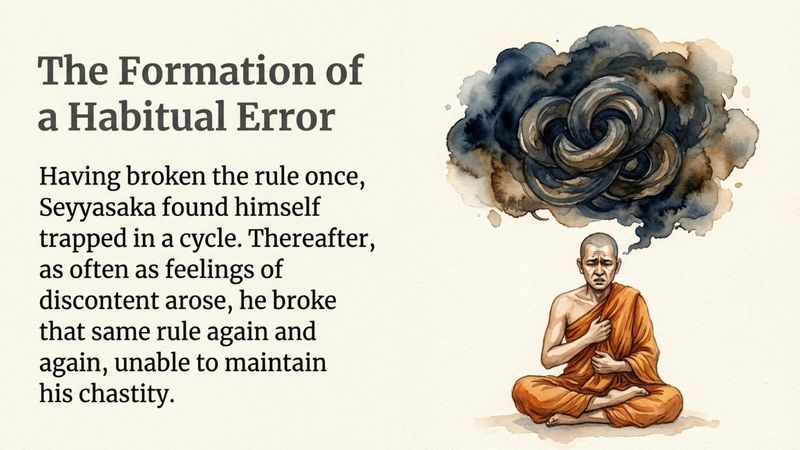 The Formation of
a Habitual Error
Having broken the rule once,
Seyyasaka found himself
trapped in a cycle. Thereafter,
as often as feelings of
discontent arose, he broke
that same rule again and
again, unable to maintain
his chastity.